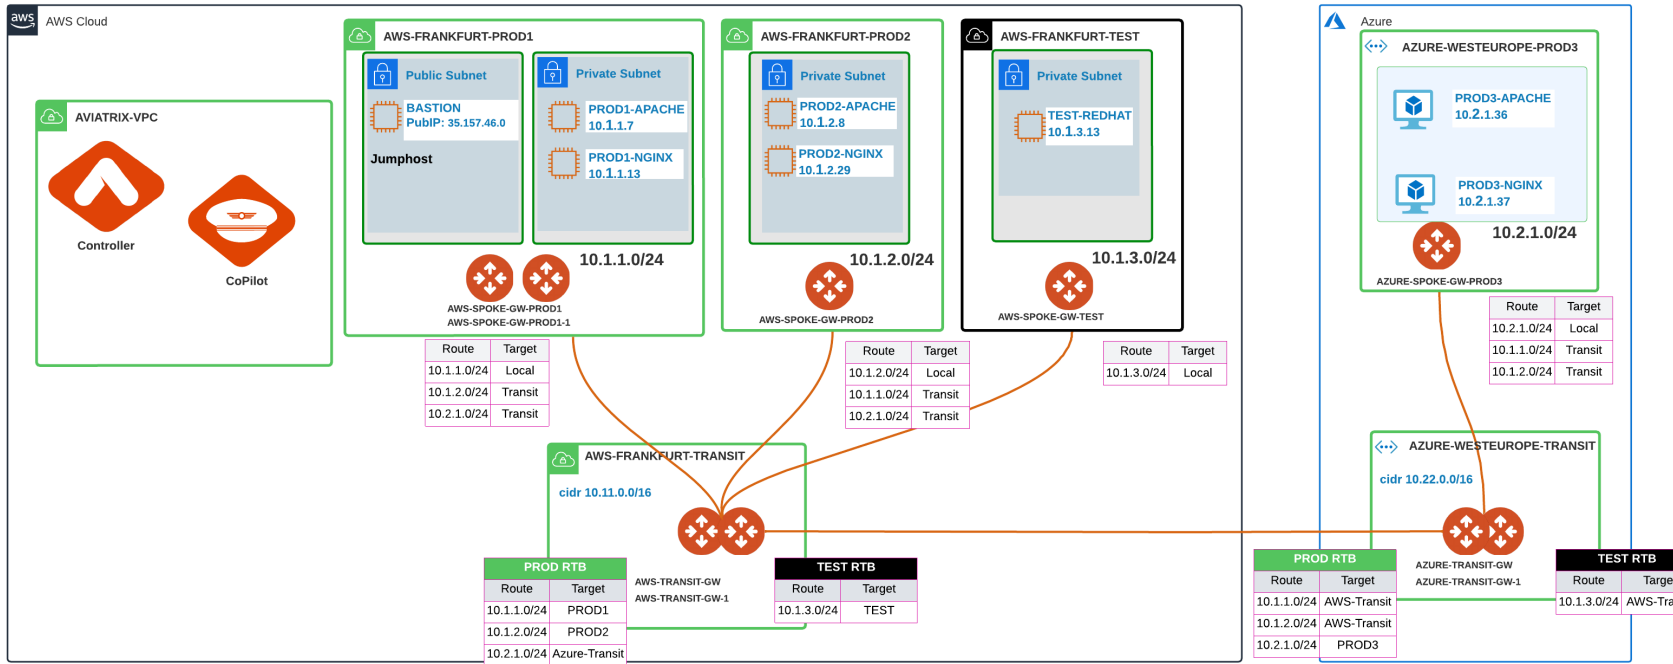 aws
AWS Cloud
AVIATRIX-VPC
Controller
CoPilot
AWS-FRANKFURT-PROD1
Public Subnet
BASTION
PubIP: 35.157.46.0
Jumphost
Private Subnet
PROD1-APACHE
10.1.1.7
PROD1-NGINX
10.1.1.13
10.1.1.0/24
AWS-SPOKE-GW-PROD1
AWS-SPOKE-GW-PROD1-1
Route Target
10.1.1.0/24 Local
10.1.2.0/24 Transit
10.2.1.0/24 Transit
AWS-FRANKFURT-PROD2
Private Subnet
PROD2-APACHE
10.1.2.8
PROD2-NGINX
10.1.2.29
10.1.2.0/24
AWS-SPOKE-GW-PROD2
Route Target
10.1.2.0/24 Local
10.1.1.0/24 Transit
10.2.1.0/24 Transit
AWS-FRANKFURT-TEST
Private Subnet
TEST-REDHAT
10.1.3.13
10.1.3.0/24
AWS-SPOKE-GW-TEST
Route Target
10.1.3.0/24 Local
Azure
AZURE-WESTEUROPE-PROD3
PROD3-APACHE
10.2.1.36
PROD3-NGINX
10.2.1.37
10.2.1.0/24
AZURE-SPOKE-GW-PROD3
Route Target
10.2.1.0/24 Local
10.1.1.0/24 Transit
10.1.2.0/24 Transit
AWS-FRANKFURT-TRANSIT
cidr 10.11.0.0/16
AWS-TRANSIT-GW
AWS-TRANSIT-GW-1
PROD RTB
Route Target
10.1.1.0/24 PROD1
10.1.2.0/24 PROD2
10.2.1.0/24 Azure-Transit
TEST RTB
Route Target
10.1.3.0/24 TEST
AZURE-WESTEUROPE-TRANSIT
cidr 10.22.0.0/16
AZURE-TRANSIT-GW
AZURE-TRANSIT-GW-1
PROD RTB
Route Target
10.1.1.0/24 AWS-Transit
10.1.2.0/24 AWS-Transit
10.2.1.0/24 PROD3
TEST RTB
Route Targe
10.1.3.0/24 AWS-Tra